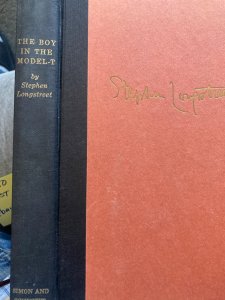 THE BOY
IN THE
MODEL-T
by
Stephen
Longstreet
SIMON AND
Stephen Longstreet